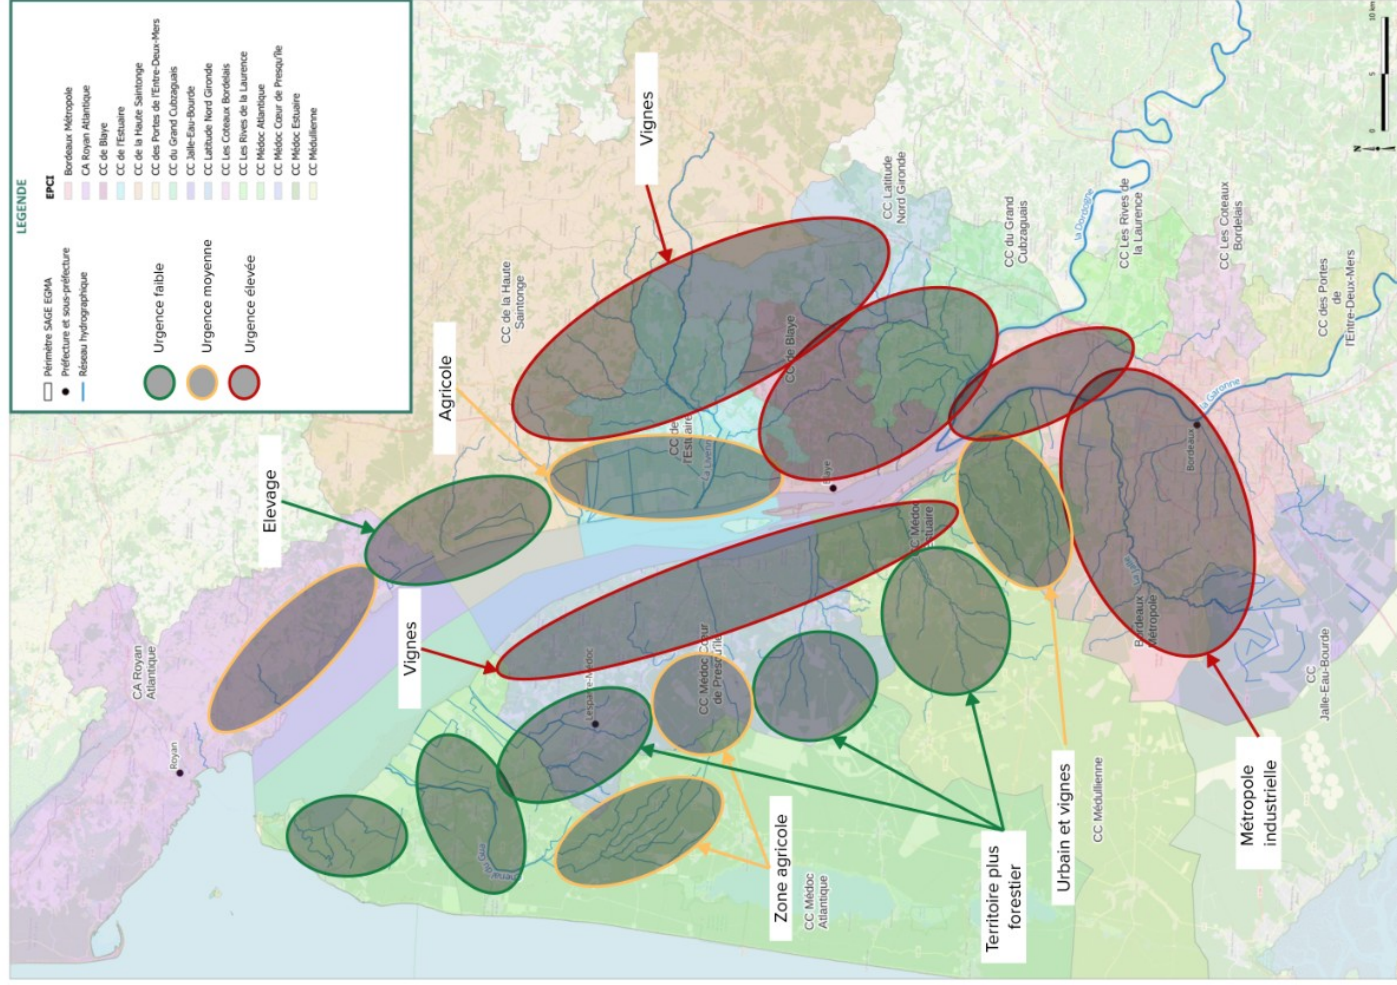 LEGENDE
Périmètre SAGE EGMA
Préfecture et sous-préfecture
Réseau hydrographique
Urgence faible
Urgence moyenne
Urgence élevée
EPCI
Bordeaux Métropole
CA Royan Atlantique
CC de Blaye
CC de l'Estuaire
CC de la Haute Saintonge
CC des Portes de l'Entre-Deux-Mers
CC du Grand Cubzaguais
CC Jalle-Eau-Bourde
CC Latitude Nord Gironde
CC Les Coteaux Bordelais
CC Les Rives de la Laurence
CC Médoc Atlantique
CC Médoc Cœur de Presqu'île
CC Médoc Estuaire
CC Médullienne
Elevage
Agricole
Vignes
Vignes
CA Royan
Atlantique
Royan
CC de la Haute
Saintonge
CC de
l'Estuaire
La Livenne
CC de Blaye
Blaye
CC Latitude
Nord Gironde
CC du Grand
Cubzaguais
la Dordogne
CC Les Rives de
la Laurence
CC Les Coteaux
Bordelais
CC des Portes
de
l'Entre-Deux-Mers
la Garonne
Bordeaux
Bordeaux
Métropole
CC
Jalle-Eau-Bourde
CC Médoc
Estuaire
Lesparre-Médoc
CC Médoc Cœur
de Presqu'île
CC Médoc
Atlantique
CC Médullienne
Zone agricole
Territoire plus
forestier
Urbain et vignes
Métropole
industrielle
N
0
5
10 km